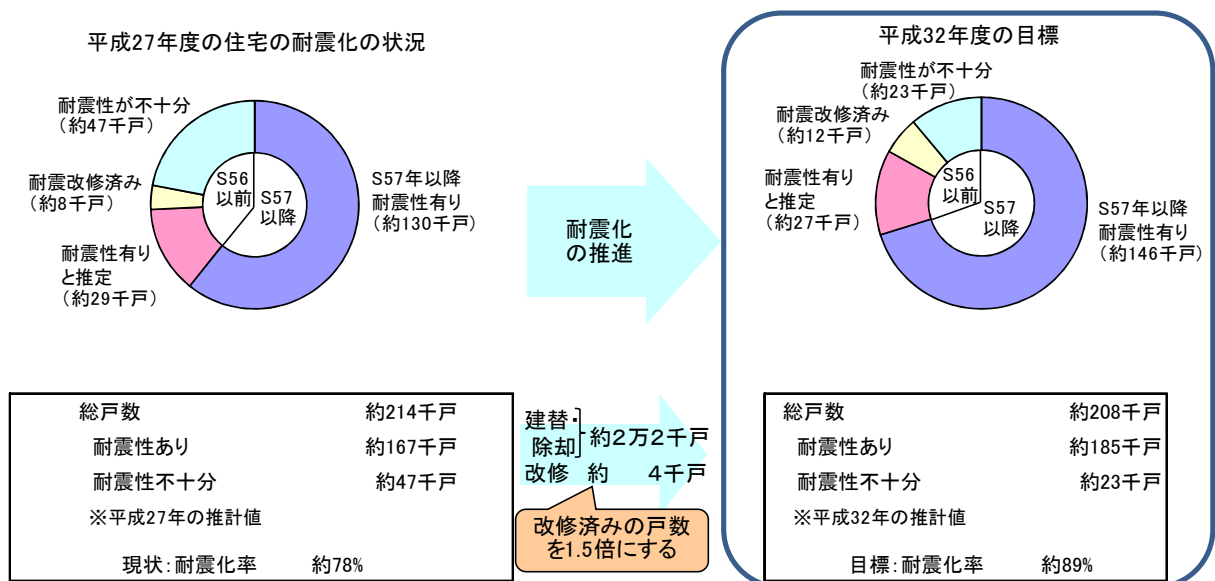 平成27年度の住宅の耐震化の状況
耐震性が不十分
（約47千戸）
耐震改修済み
（約8千戸）
耐震性有り
と推定
（約29千戸）
S56
以前
S57
以降
S57年以降
耐震性有り
（約130千戸）
耐震化
の推進
平成32年度の目標
耐震性が不十分
（約23千戸）
耐震改修済み
（約12千戸）
耐震性有り
と推定
（約27千戸）
S56
以前
S57
以降
S57年以降
耐震性有り
（約146千戸）
総戸数 約214千戸
耐震性あり 約167千戸
耐震性不十分 約47千戸
※平成27年の推計値
現状：耐震化率 約78%
建替・
除却
約２万２千戸
改修 約 ４千戸
改修済みの戸数
を1.5倍にする
総戸数 約208千戸
耐震性あり 約185千戸
耐震性不十分 約23千戸
※平成32年の推計値
目標：耐震化率 約89%